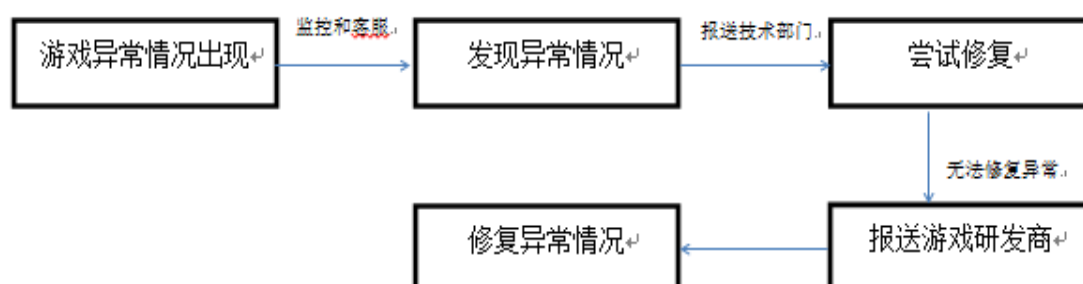 游戏异常情况出现
监控和客服
发现异常情况
报送技术部门
尝试修复
无法修复异常
报送游戏研发商
修复异常情况